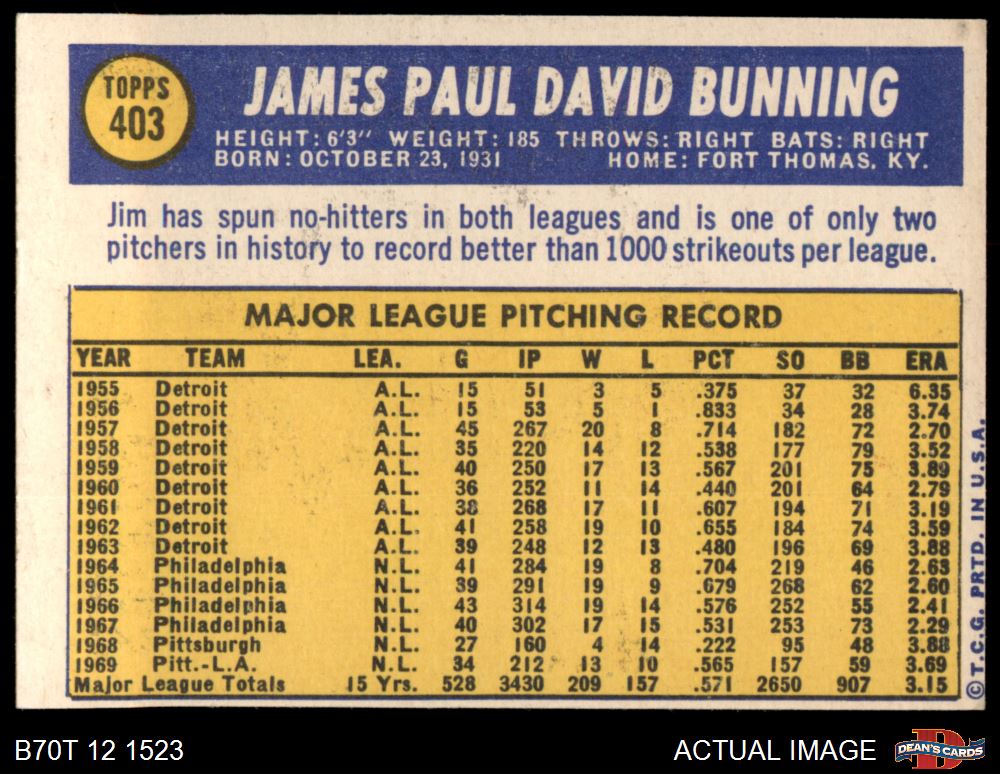 TOPPS
403
JAMES PAUL DAVID BUNNING
HEIGHT: 6'3" WEIGHT: 185 THROWS: RIGHT BATS: RIGHT
BORN: OCTOBER 23, 1931 HOME: FORT THOMAS, KY.
Jim has spun no-hitters in both leagues and is one of only two
pitchers in history to record better than 1000 strikeouts per league.
MAJOR LEAGUE PITCHING RECORD
YEAR TEAM LEA. G IP W L PCT SO BB ERA
1955 Detroit A.L. 15 51 3 5 .375 37 32 6.35
1956 Detroit A.L. 15 53 5 1 .833 34 28 3.74
1957 Detroit A.L. 45 267 20 8 .714 182 72 2.70
1958 Detroit A.L. 35 220 14 12 .538 177 79 3.52
1959 Detroit A.L. 40 250 17 13 .567 201 75 3.89
1960 Detroit A.L. 36 252 11 14 .440 201 64 2.79
1961 Detroit A.L. 38 268 17 11 .607 194 71 3.19
1962 Detroit A.L. 41 258 19 10 .655 184 74 3.59
1963 Detroit A.L. 39 248 12 13 .480 196 69 3.88
1964 Philadelphia N.L. 41 284 19 8 .704 219 46 2.63
1965 Philadelphia N.L. 39 291 19 9 .679 268 62 2.60
1966 Philadelphia N.L. 43 314 19 14 .576 252 55 2.41
1967 Philadelphia N.L. 40 302 17 15 .531 253 73 2.29
1968 Pittsburgh N.L. 27 160 4 14 .222 95 48 3.88
1969 Pitt.-L.A. N.L. 34 212 13 10 .565 157 59 3.69
Major League Totals 15 Yrs. 528 3430 209 157 .571 2650 907 3.15
©T.C.G. PRTD. IN U.S.A.
B70T 12 1523
ACTUAL IMAGE
DEAN'S CARDS